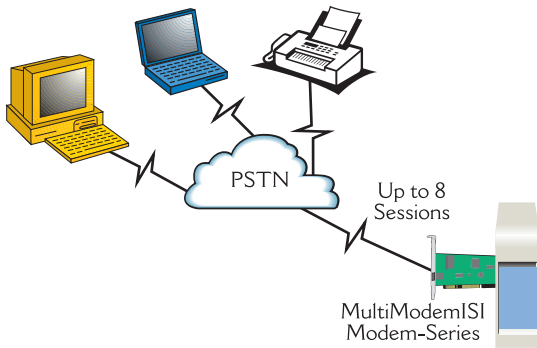 PSTN
Up to 8
Sessions
MultiModemISI
Modem-Series